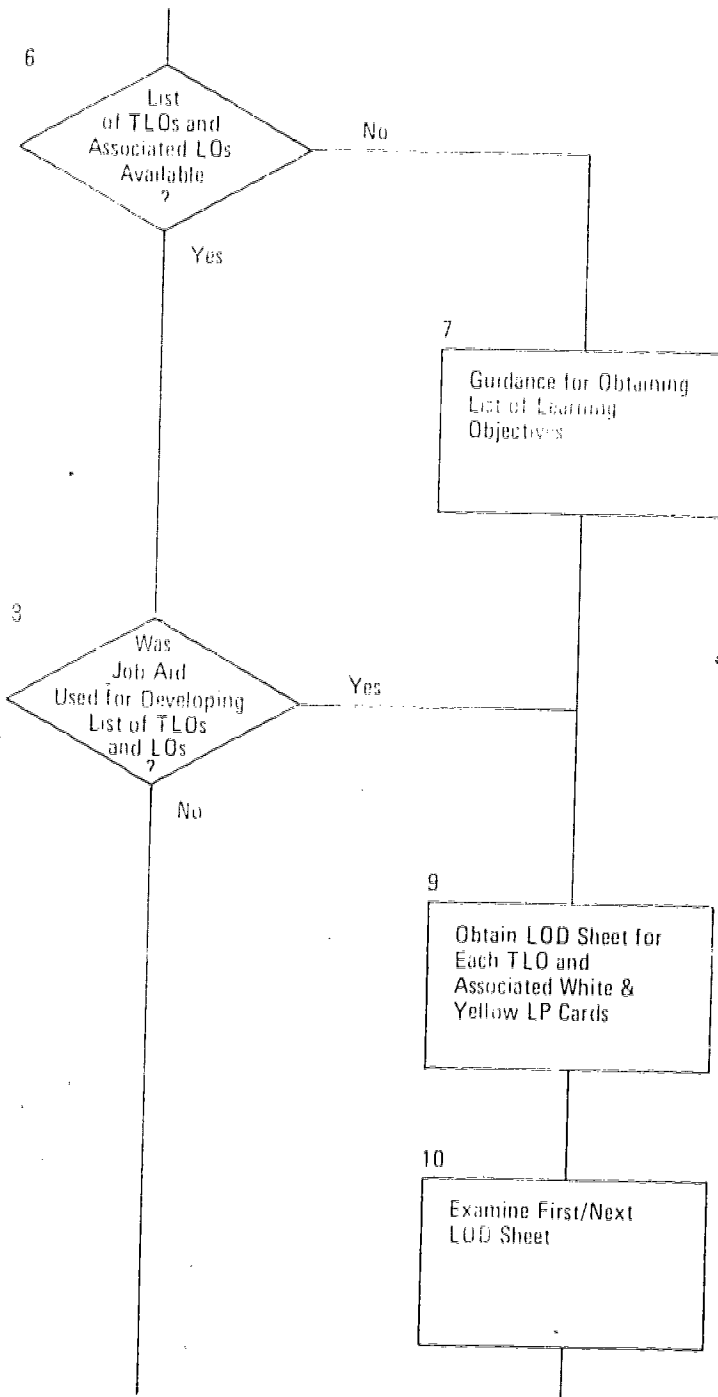 6
List
of TLOs and
Associated LOs
Available
?
No
Yes
7
Guidance for Obtaining
List of Learning
Objectives
3
Was
Job Aid
Used for Developing
List of TLOs
and LOs
?
Yes
No
9
Obtain LOD Sheet for
Each TLO and
Associated White &
Yellow LP Cards
10
Examine First/Next
LOD Sheet